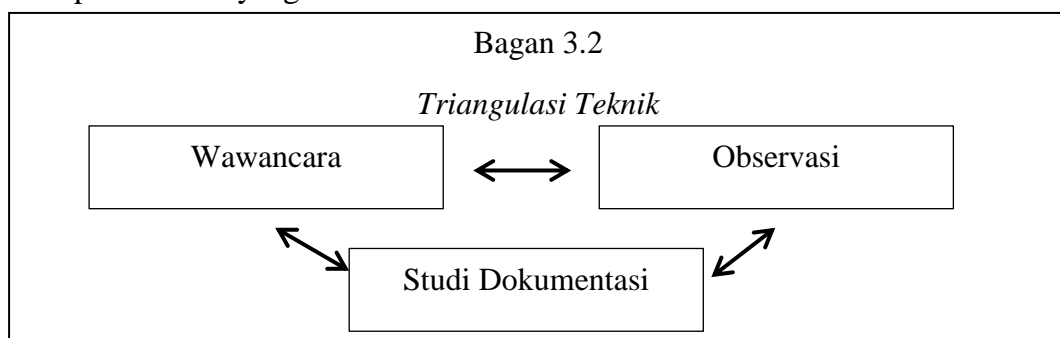 Bagan 3.2
Triangulasi Teknik
Wawancara
Observasi
Studi Dokumentasi